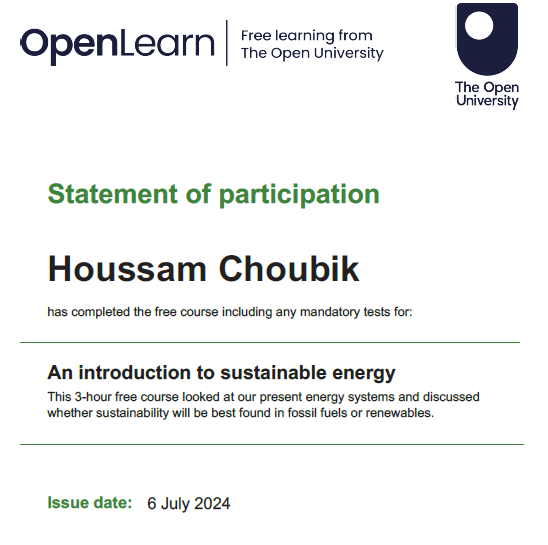 OpenLearn
Free learning from
The Open University
The Open
University
Statement of participation
Houssam Choubik
has completed the free course including any mandatory tests for:
An introduction to sustainable energy
This 3-hour free course looked at our present energy systems and discussed
whether sustainability will be best found in fossil fuels or renewables.
Issue date: 6 July 2024